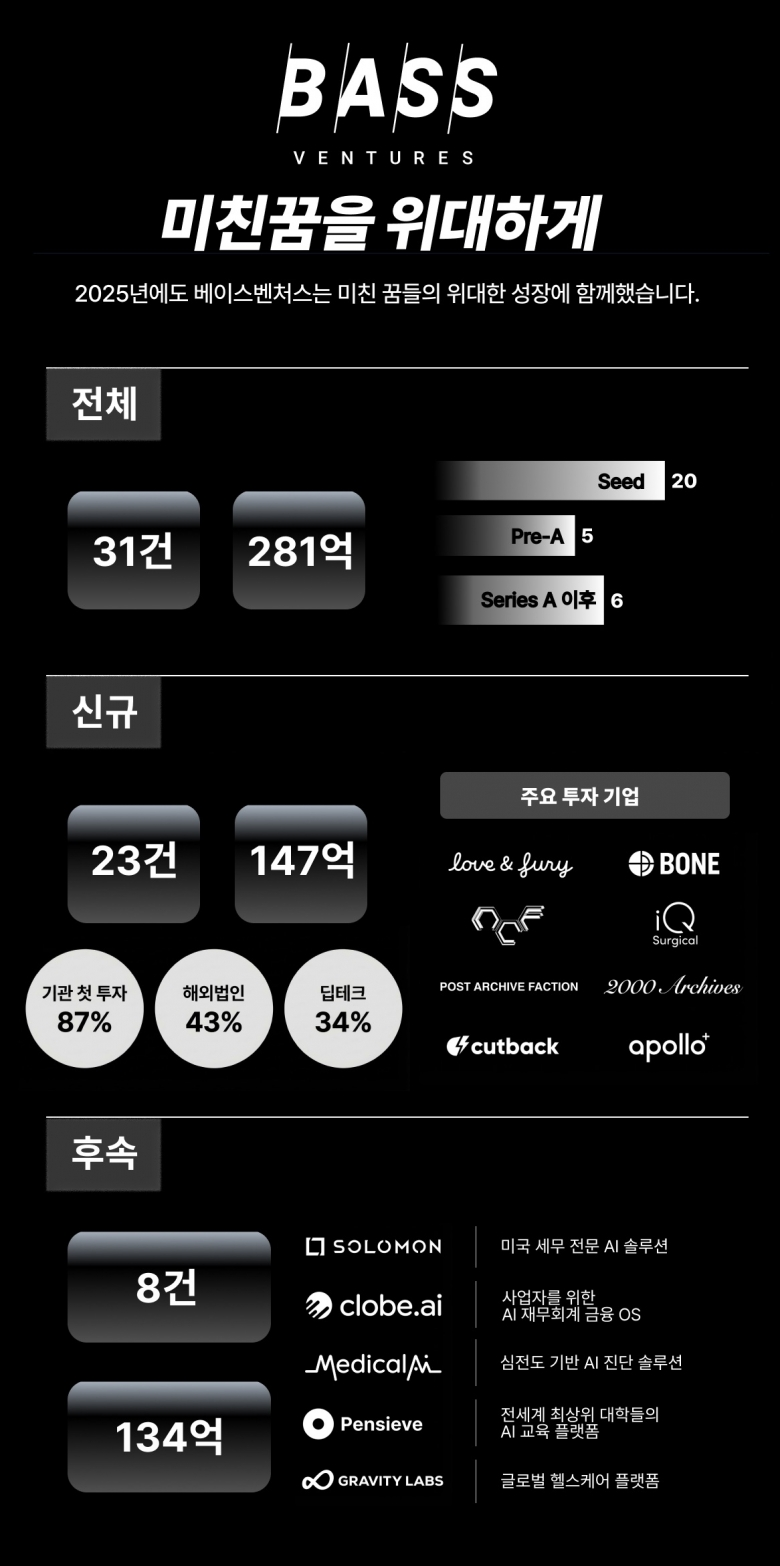 BASS
VENTURES
미친꿈을 위대하게
2025년에도 베이스벤처스는 미친 꿈들의 위대한 성장에 함께했습니다.
전체
31건
281억
Seed 20
Pre-A 5
Series A 이후 6
신규
23건
147억
기관 첫 투자
87%
해외법인
43%
딥테크
34%
주요 투자 기업
love & fury
BONE
iQ
Surgical
POST ARCHIVE FACTION
2000 Archives
cutback
apollo+
후속
8건
134억
SOLOMON
미국 세무 전문 AI 솔루션
clobe.ai
사업자를 위한
AI 재무회계 금융 OS
MedicalAi
심전도 기반 AI 진단 솔루션
Pensieve
전세계 최상위 대학들의
AI 교육 플랫폼
GRAVITY LABS
글로벌 헬스케어 플랫폼